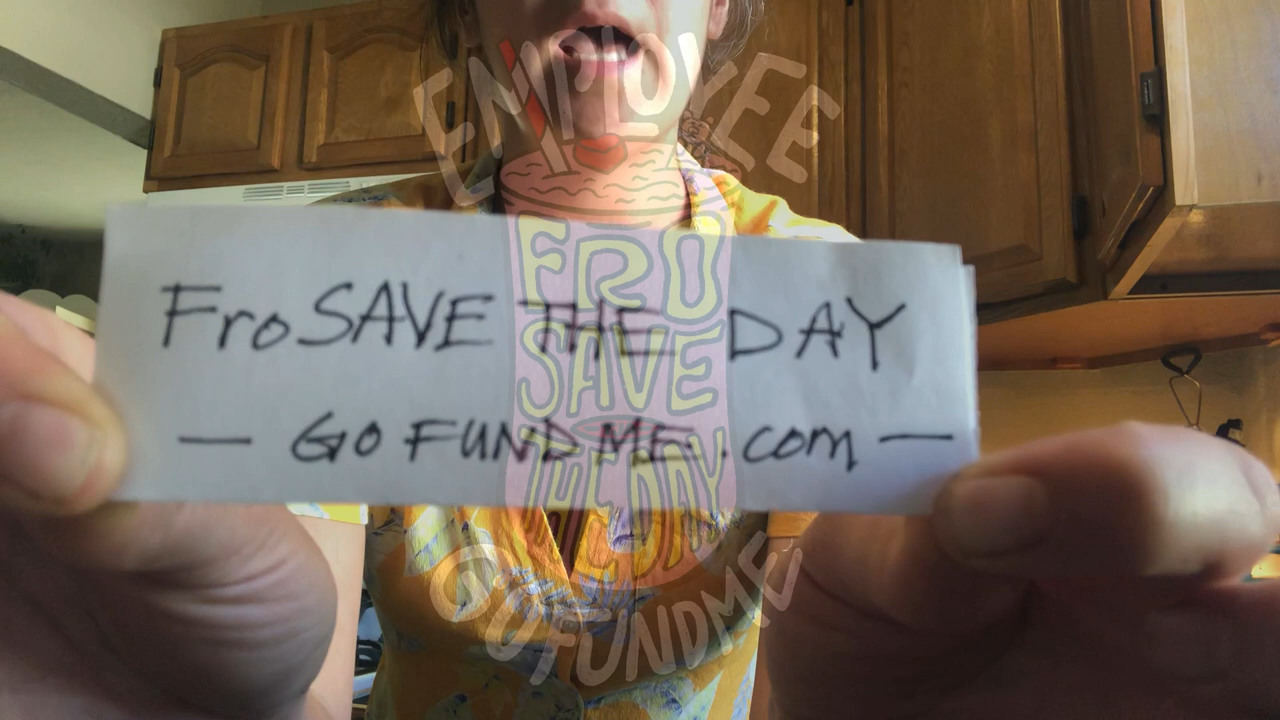 EMPLOYEE
FRO
SAVE
THE DAY
GOFUNDME
FroSAVE THE DAY
— GOFUNDME.com —